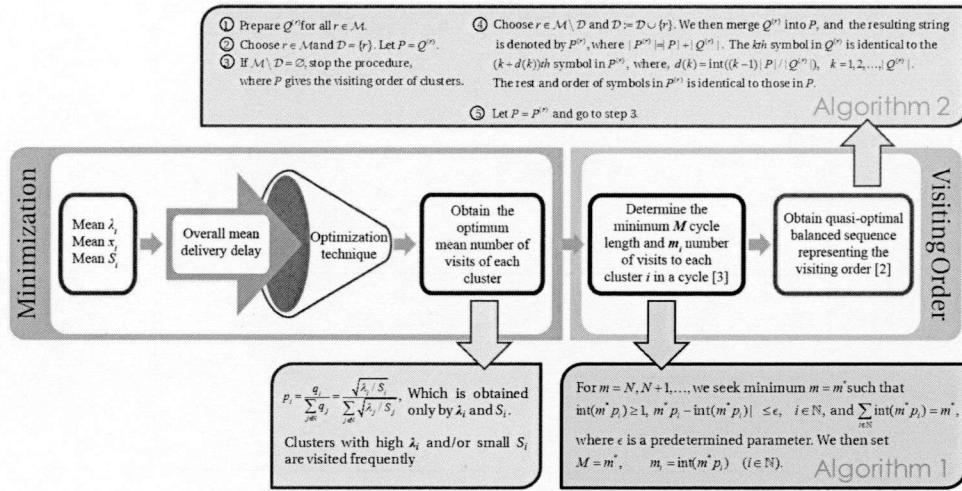 ① Prepare Q^(r) for all r ∈ M.
② Choose r ∈ M and D = {r}. Let P = Q^(r).
③ If M \ D = ∅, stop the procedure,
where P gives the visiting order of clusters.
④ Choose r ∈ M \ D and D := D ∪ {r}. We then merge Q^(r) into P, and the resulting string
is denoted by P^(r), where | P^(r) |=| P | + | Q^(r) |. The kth symbol in Q^(r) is identical to the
(k + d(k))th symbol in P^(r), where, d(k) = int((k −1) | P | / | Q^(r) |), k = 1, 2, ..., | Q^(r) |.
The rest and order of symbols in P^(r) is identical to those in P.
⑤ Let P = P^(r) and go to step 3.
Algorithm 2
Minimization
Mean λ_i
Mean x_i
Mean S_i
Overall mean
delivery delay
Optimization
technique
Obtain the
optimum
mean number of
visits of each
cluster
Determine the
minimum M cycle
length and m_i number
of visits to each
cluster i in a cycle [3]
Obtain quasi-optimal
balanced sequence
representing the
visiting order [2]
Visiting Order
p_i = q_i / ∑_{j∈ℕ} q_j = √(λ_i / S_i) / ∑_{j∈ℕ} √(λ_j / S_j), Which is obtained
only by λ_i and S_i.
Clusters with high λ_i and/or small S_i
are visited frequently
For m = N, N+1, ..., we seek minimum m = m* such that
int(m* p_i) ≥ 1, m* p_i − int(m* p_i)| ≤ ϵ, i ∈ ℕ, and ∑_{i∈ℕ} int(m* p_i) = m*,
where ϵ is a predetermined parameter. We then set
M = m*, m_i = int(m* p_i) (i ∈ ℕ).
Algorithm 1